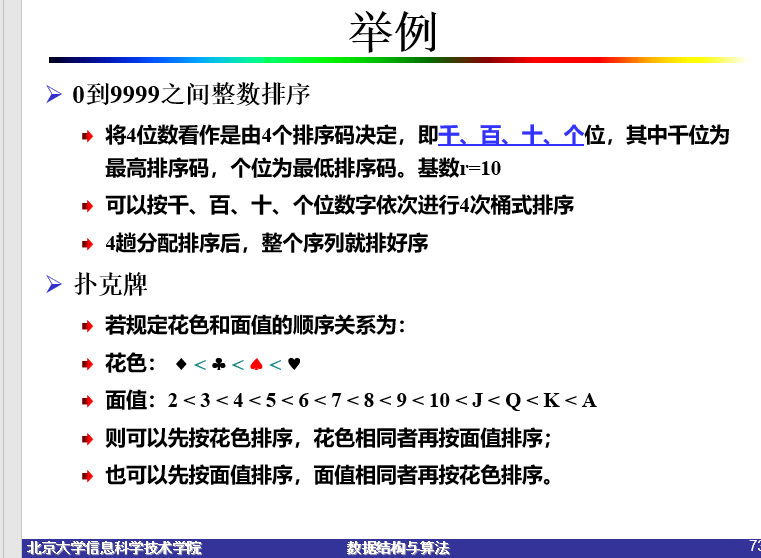 举例
0到9999之间整数排序
将4位数看作是由4个排序码决定，即千、百、十、个位，其中千位为
最高排序码，个位为最低排序码。基数r=10
可以按千、百、十、个位数字依次进行4次桶式排序
4趟分配排序后，整个序列就排好序
扑克牌
若规定花色和面值的顺序关系为：
花色： ♦ < ♣ < ♠ < ♥
面值：2 < 3 < 4 < 5 < 6 < 7 < 8 < 9 < 10 < J < Q < K < A
则可以先按花色排序，花色相同者再按面值排序；
也可以先按面值排序，面值相同者再按花色排序。
北京大学信息科学技术学院 数据结构与算法 73